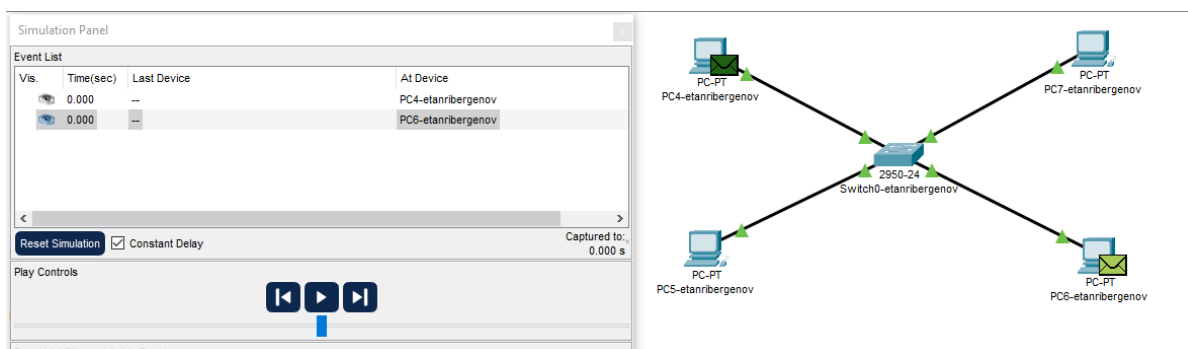 Simulation Panel
Event List
Vis. Time(sec) Last Device At Device
0.000 -- PC4-etanribergenov
0.000 -- PC6-etanribergenov
Reset Simulation Constant Delay Captured to:
0.000 s
Play Controls
PC-PT
PC4-etanribergenov
PC-PT
PC7-etanribergenov
2950-24
Switch0-etanribergenov
PC-PT
PC5-etanribergenov
PC-PT
PC6-etanribergenov